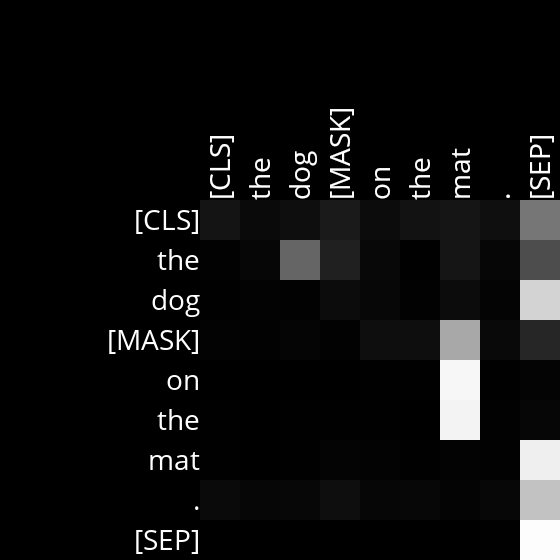 [CLS] the dog [MASK] on the mat . [SEP]
[CLS]
the
dog
[MASK]
on
the
mat
.
[SEP]